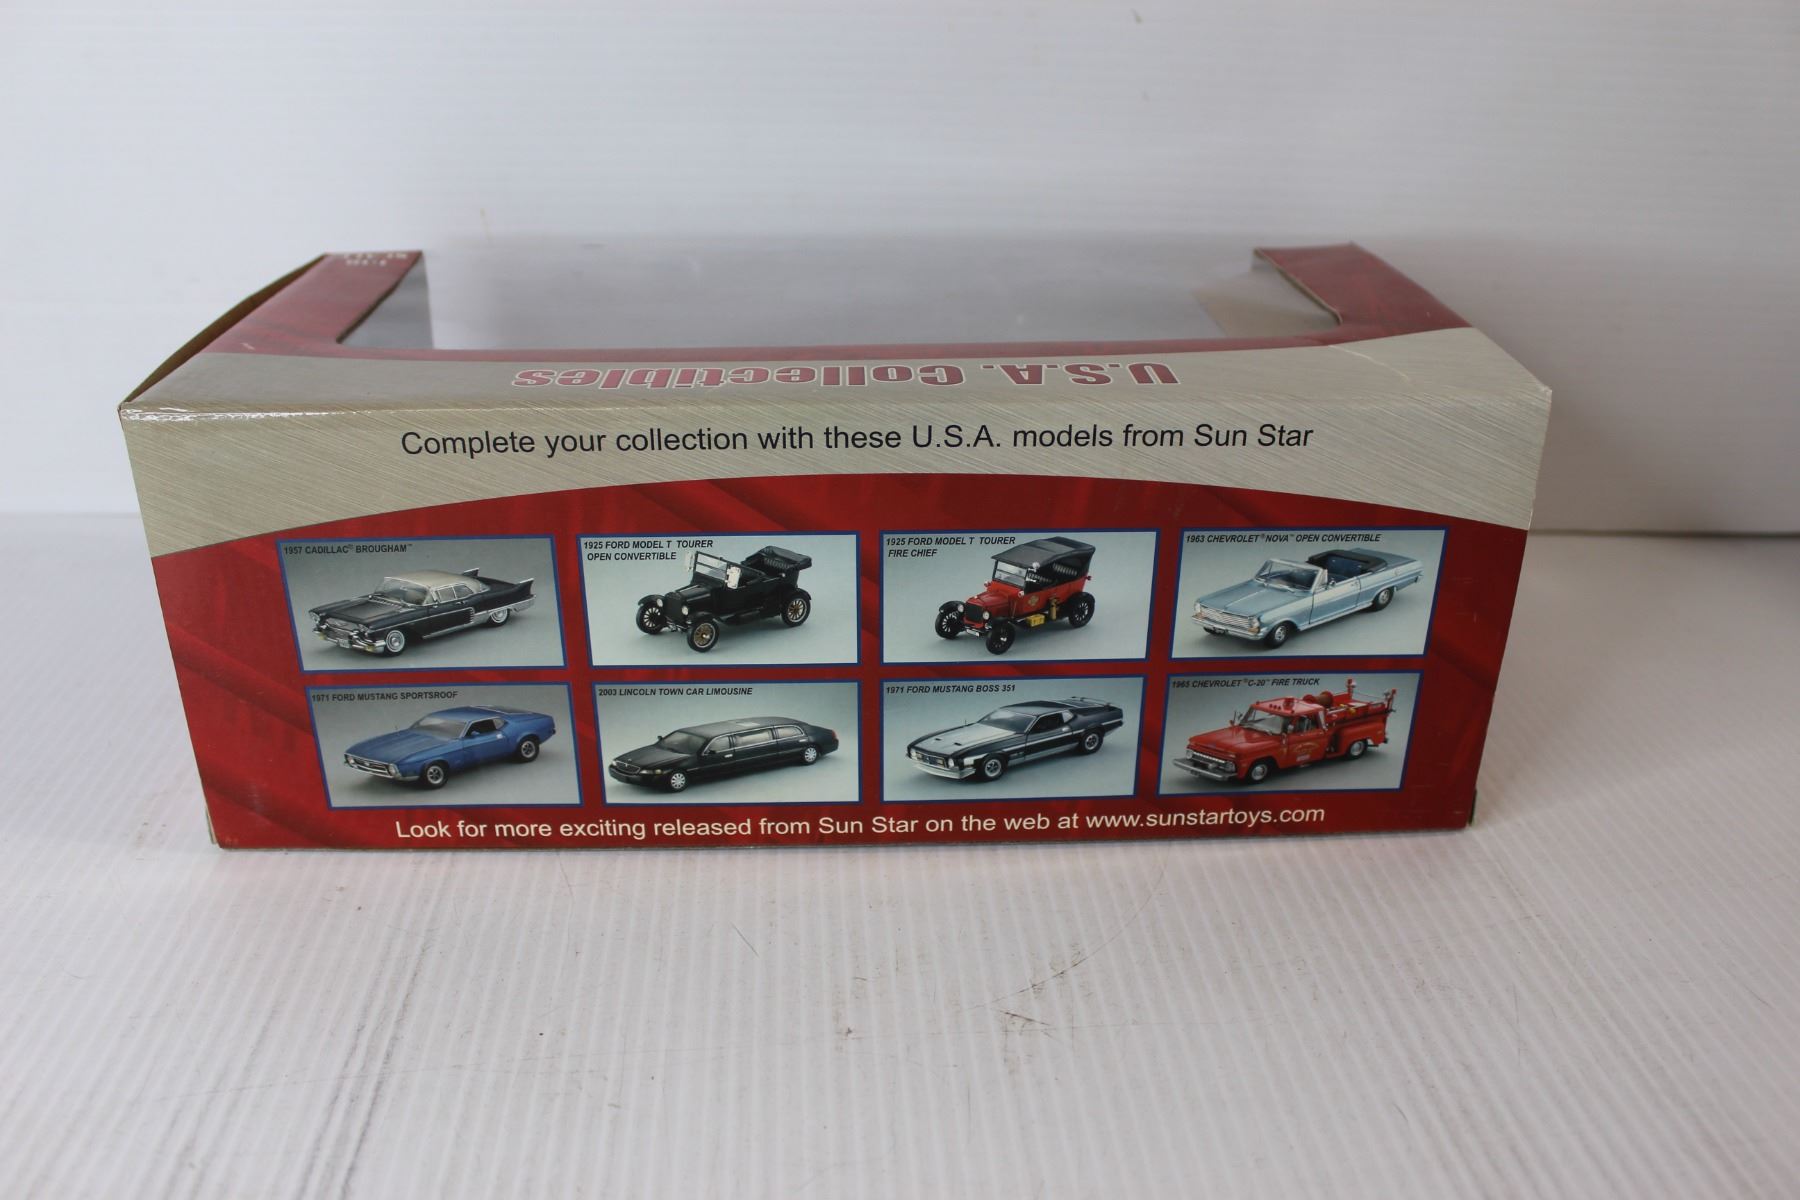 U.S.A. Collectibles
Complete your collection with these U.S.A. models from Sun Star
1957 CADILLAC® BROUGHAM™
1925 FORD MODEL T TOURER
OPEN CONVERTIBLE
1925 FORD MODEL T TOURER
FIRE CHIEF
1963 CHEVROLET® NOVA™ OPEN CONVERTIBLE
1971 FORD MUSTANG SPORTSROOF
2003 LINCOLN TOWN CAR LIMOUSINE
1971 FORD MUSTANG BOSS 351
1965 CHEVROLET® C-20™ FIRE TRUCK
Look for more exciting released from Sun Star on the web at www.sunstartoys.com